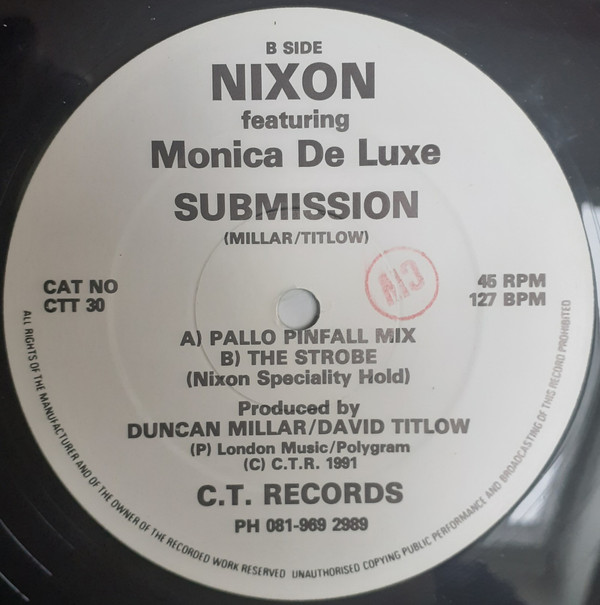 B SIDE
NIXON
featuring
Monica De Luxe
SUBMISSION
(MILLAR/TITLOW)
CAT NO
CTT 30
45 RPM
127 BPM
A) PALLO PINFALL MIX
B) THE STROBE
(Nixon Speciality Hold)
Produced by
DUNCAN MILLAR/DAVID TITLOW
(P) London Music/Polygram
(C) C.T.R. 1991
C.T. RECORDS
PH 081-969 2989
ALL RIGHTS OF THE MANUFACTURER AND OF THE OWNER OF THE RECORDED WORK RESERVED UNAUTHORISED COPYING PUBLIC PERFORMANCE AND BROADCASTING OF THIS RECORD PROHIBITED